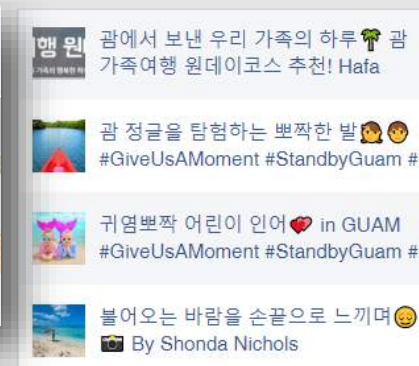 행 원
괌에서 보낸 우리 가족의 하루🌴 괌
가족여행 원데이코스 추천! Hafa
괌 정글을 탐험하는 뽀짝한 발👧👦
#GiveUsAMoment #StandbyGuam #
귀염뽀짝 어린이 인어💞 in GUAM
#GiveUsAMoment #StandbyGuam #
불어오는 바람을 손끝으로 느끼며😌
📸 By Shonda Nichols